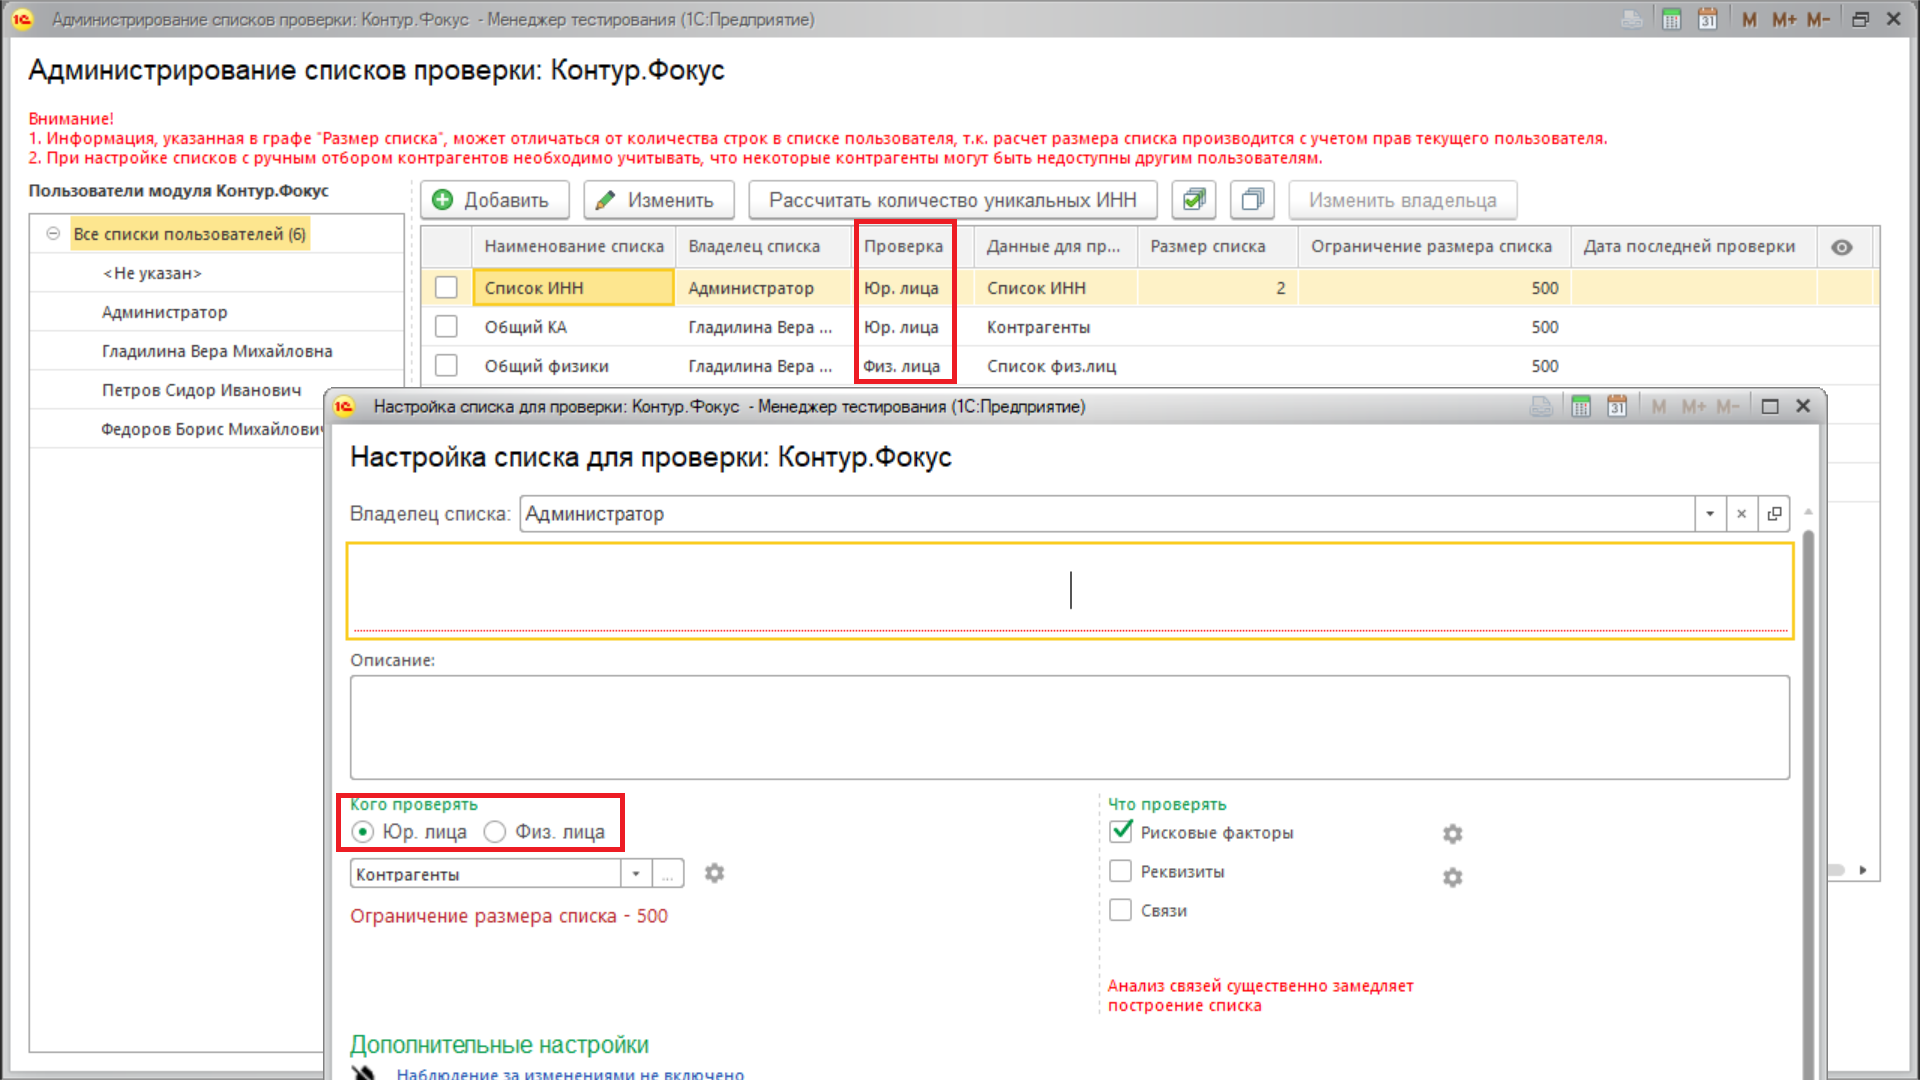 Администрирование списков проверки: Контур.Фокус - Менеджер тестирования (1С:Предприятие)
31 M M+ M-
Администрирование списков проверки: Контур.Фокус
Внимание!
1. Информация, указанная в графе "Размер списка", может отличаться от количества строк в списке пользователя, т.к. расчет размера списка производится с учетом прав текущего пользователя.
2. При настройке списков с ручным отбором контрагентов необходимо учитывать, что некоторые контрагенты могут быть недоступны другим пользователям.
Пользователи модуля Контур.Фокус
Все списки пользователей (6)
<Не указан>
Администратор
Гладилина Вера Михайловна
Петров Сидор Иванович
Федоров Борис Михайлович
Добавить Изменить Рассчитать количество уникальных ИНН Изменить владельца
Наименование списка Владелец списка Проверка Данные для пр... Размер списка Ограничение размера списка Дата последней проверки
Список ИНН Администратор Юр. лица Список ИНН 2 500
Общий КА Гладилина Вера ... Юр. лица Контрагенты 500
Общий физики Гладилина Вера ... Физ. лица Список физ.лиц 500
Настройка списка для проверки: Контур.Фокус - Менеджер тестирования (1С:Предприятие)
31 M M+ M-
Настройка списка для проверки: Контур.Фокус
Владелец списка: Администратор
Описание:
Кого проверять
Юр. лица Физ. лица
Контрагенты ...
Ограничение размера списка - 500
Что проверять
Рисковые факторы
Реквизиты
Связи
Анализ связей существенно замедляет
построение списка
Дополнительные настройки
Наблюдение за изменениями не включено